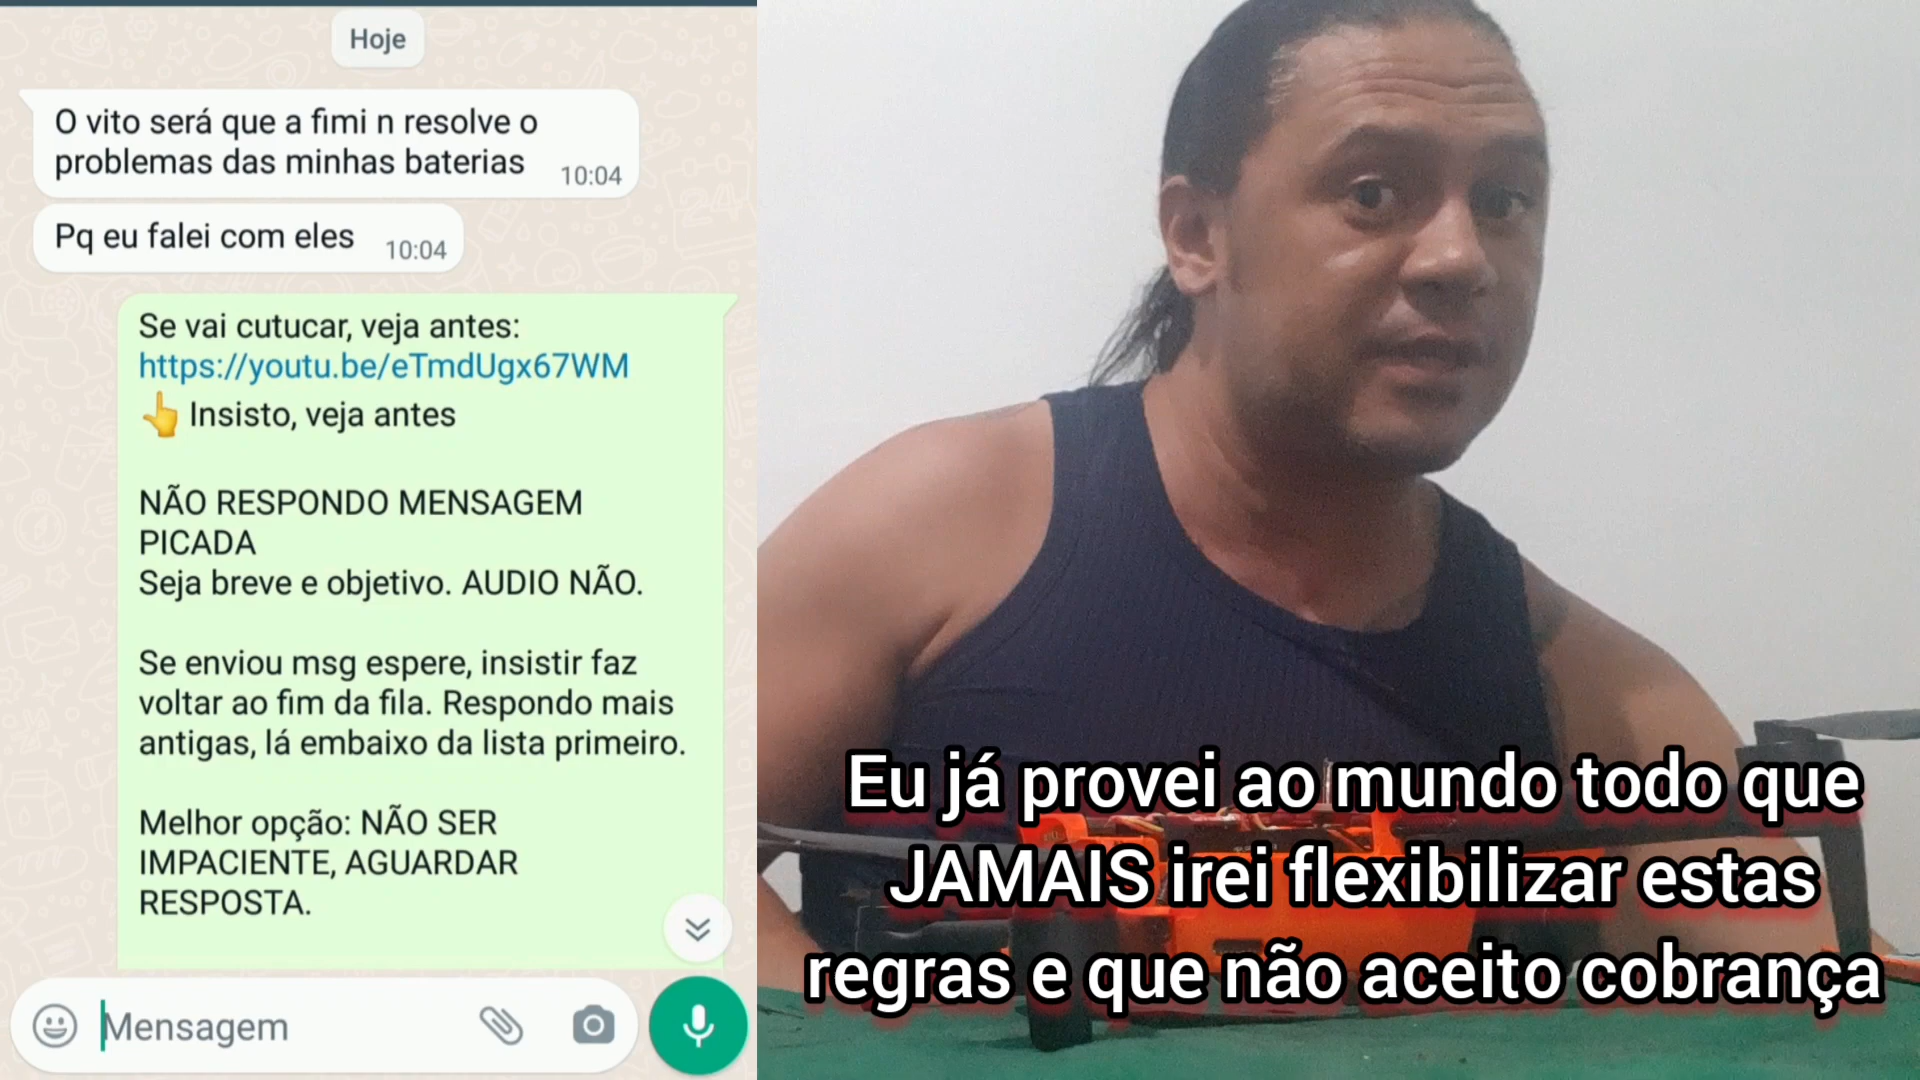 Hoje
O vito será que a fimi n resolve o
problemas das minhas baterias
10:04
Pq eu falei com eles
10:04
Se vai cutucar, veja antes:
https://youtu.be/eTmdUgx67WM
👆 Insisto, veja antes
NÃO RESPONDO MENSAGEM
PICADA
Seja breve e objetivo. AUDIO NÃO.
Se enviou msg espere, insistir faz
voltar ao fim da fila. Respondo mais
antigas, lá embaixo da lista primeiro.
Melhor opção: NÃO SER
IMPACIENTE, AGUARDAR
RESPOSTA.
Mensagem
Eu já provei ao mundo todo que
JAMAIS irei flexibilizar estas
regras e que não aceito cobrança